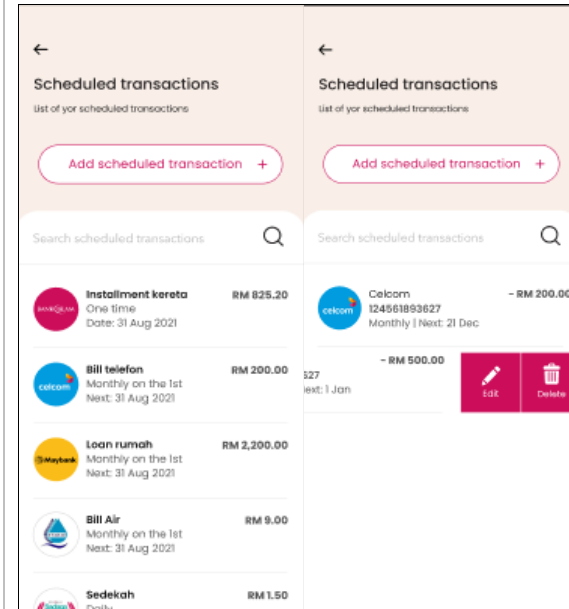 Scheduled transactions
List of yor scheduled transactions
Add scheduled transaction +
Search scheduled transactions
Installment kereta
RM 825.20
One time
Date: 31 Aug 2021
celcom
Bill telefon
RM 200.00
Monthly on the 1st
Next: 31 Aug 2021
Maybank
Loan rumah
RM 2,200.00
Monthly on the 1st
Next: 31 Aug 2021
Bill Air
RM 9.00
Monthly on the 1st
Next: 31 Aug 2021
Sedekah
RM 1.50
Daily
Scheduled transactions
List of yor scheduled transactions
Add scheduled transaction +
Search scheduled transactions
celcom
Celcom
- RM 200.00
124561893627
Monthly | Next: 21 Dec
- RM 500.00
527
lext: 1 Jan
Edit
Delete